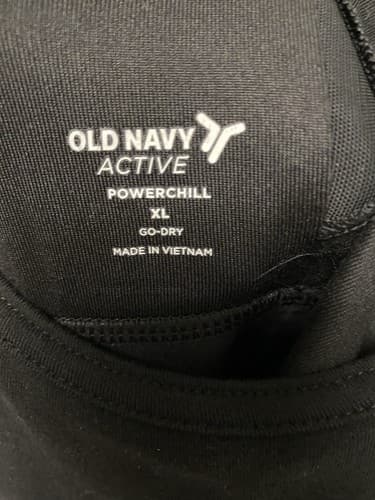 OLD NAVY
ACTIVE
POWERCHILL
XL
GO-DRY
MADE IN VIETNAM